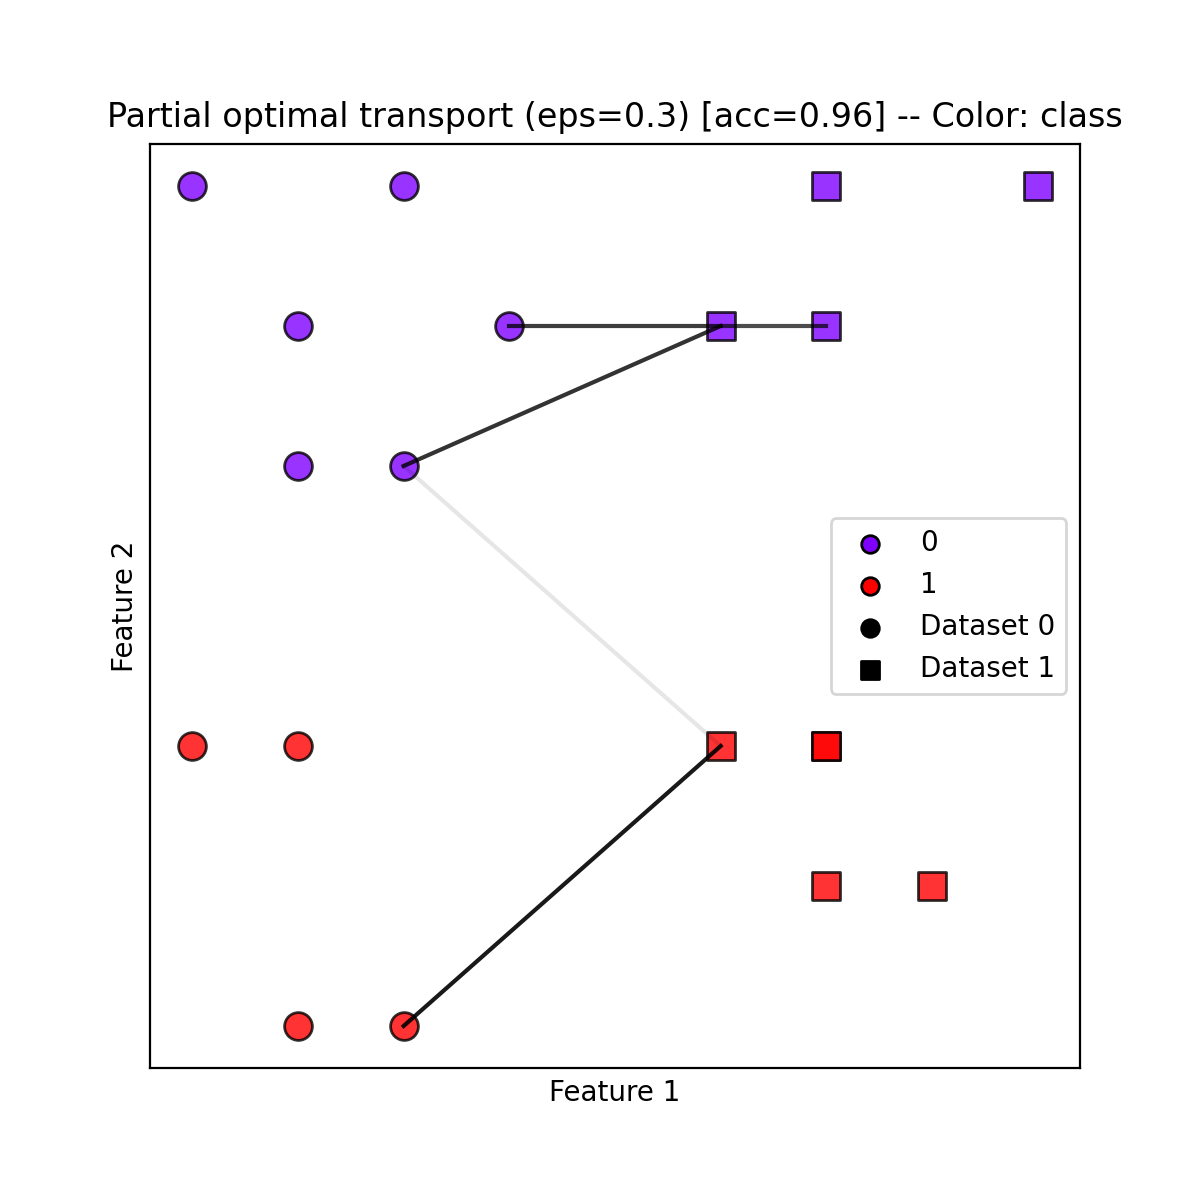 Partial optimal transport (eps=0.3) [acc=0.96] -- Color: class
Feature 2
0
1
Dataset 0
Dataset 1
Feature 1